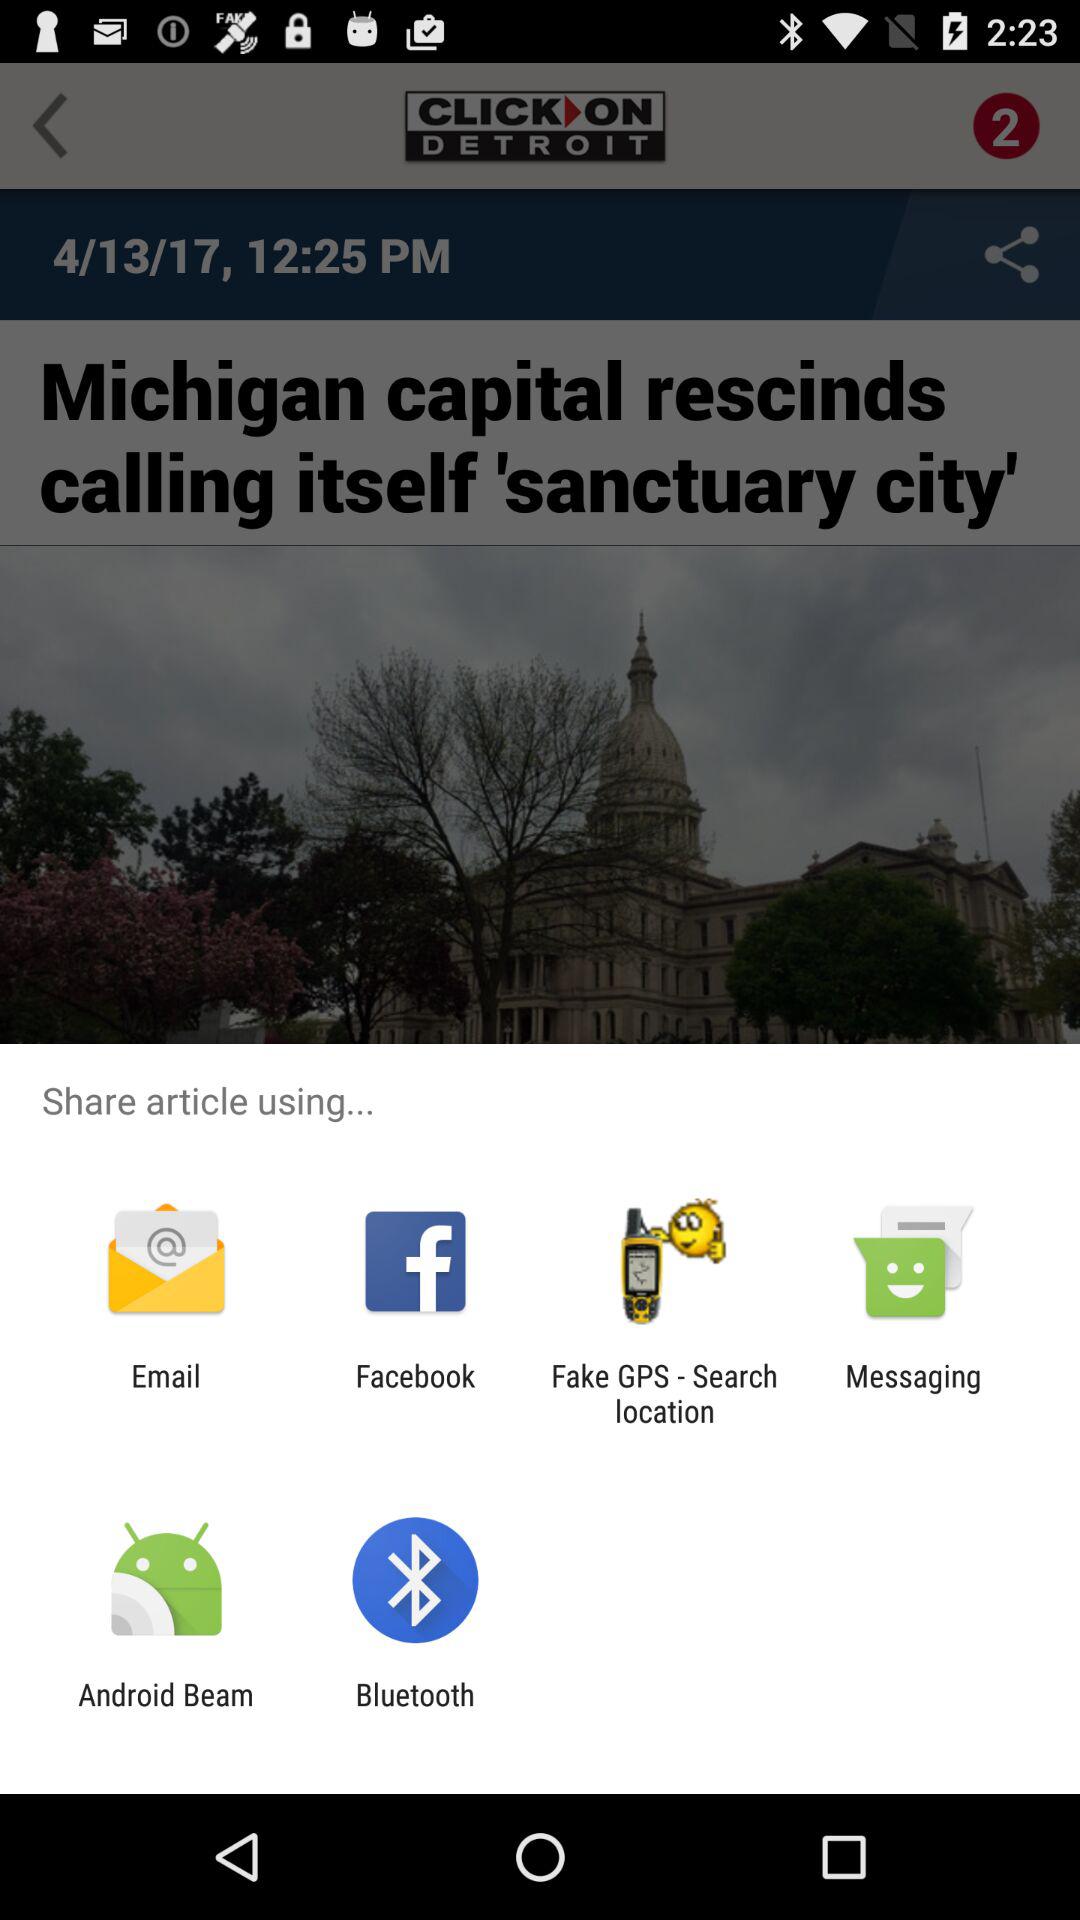 FAKE
2:23
CLICK ON
DETROIT
2
4/13/17, 12:25 PM
Michigan capital rescinds
calling itself 'sanctuary city'
Share article using...
@
Email
Facebook
Fake GPS - Search
location
Messaging
Android Beam
Bluetooth